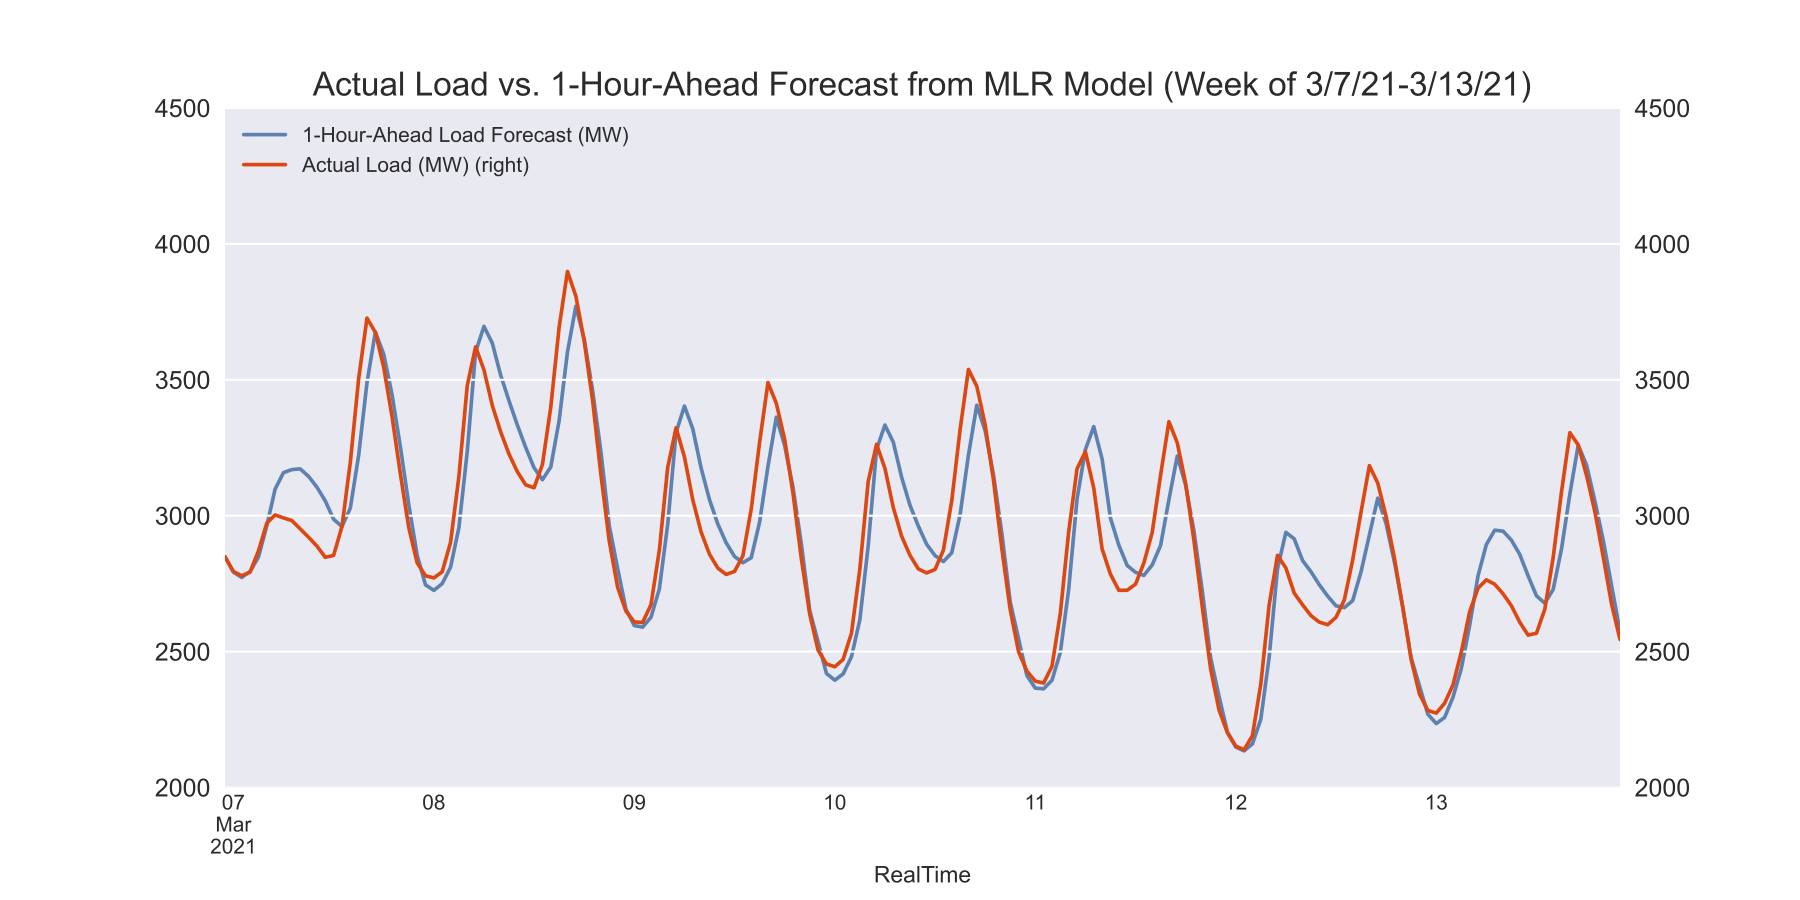 Actual Load vs. 1-Hour-Ahead Forecast from MLR Model (Week of 3/7/21-3/13/21)
4500 4500
1-Hour-Ahead Load Forecast (MW)
Actual Load (MW) (right)
4000 4000
3500 3500
3000 3000
2500 2500
2000 2000
07 08 09 10 11 12 13
Mar
2021
RealTime